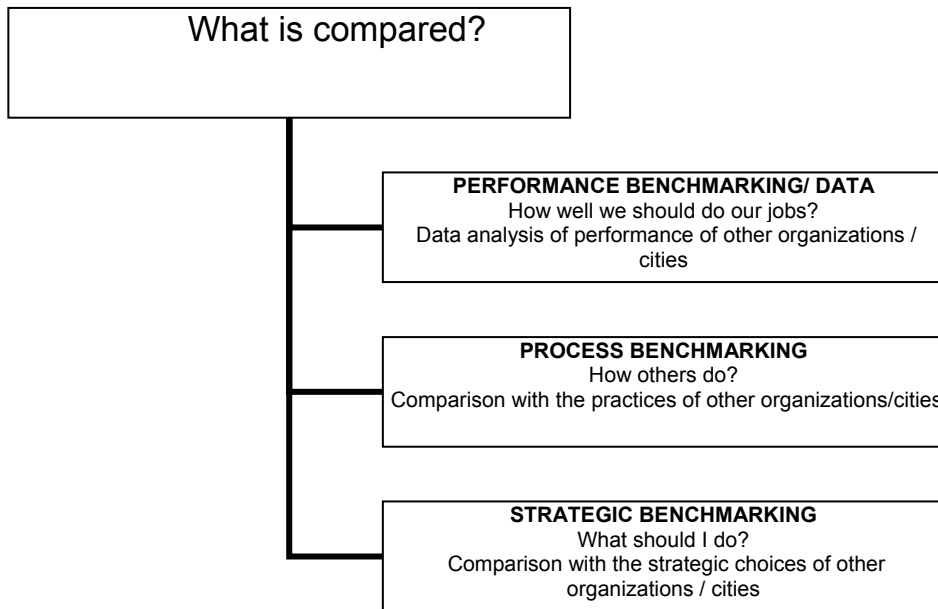 What is compared?
PERFORMANCE BENCHMARKING/ DATA
How well we should do our jobs?
Data analysis of performance of other organizations /
cities
PROCESS BENCHMARKING
How others do?
Comparison with the practices of other organizations/cities
STRATEGIC BENCHMARKING
What should I do?
Comparison with the strategic choices of other
organizations / cities